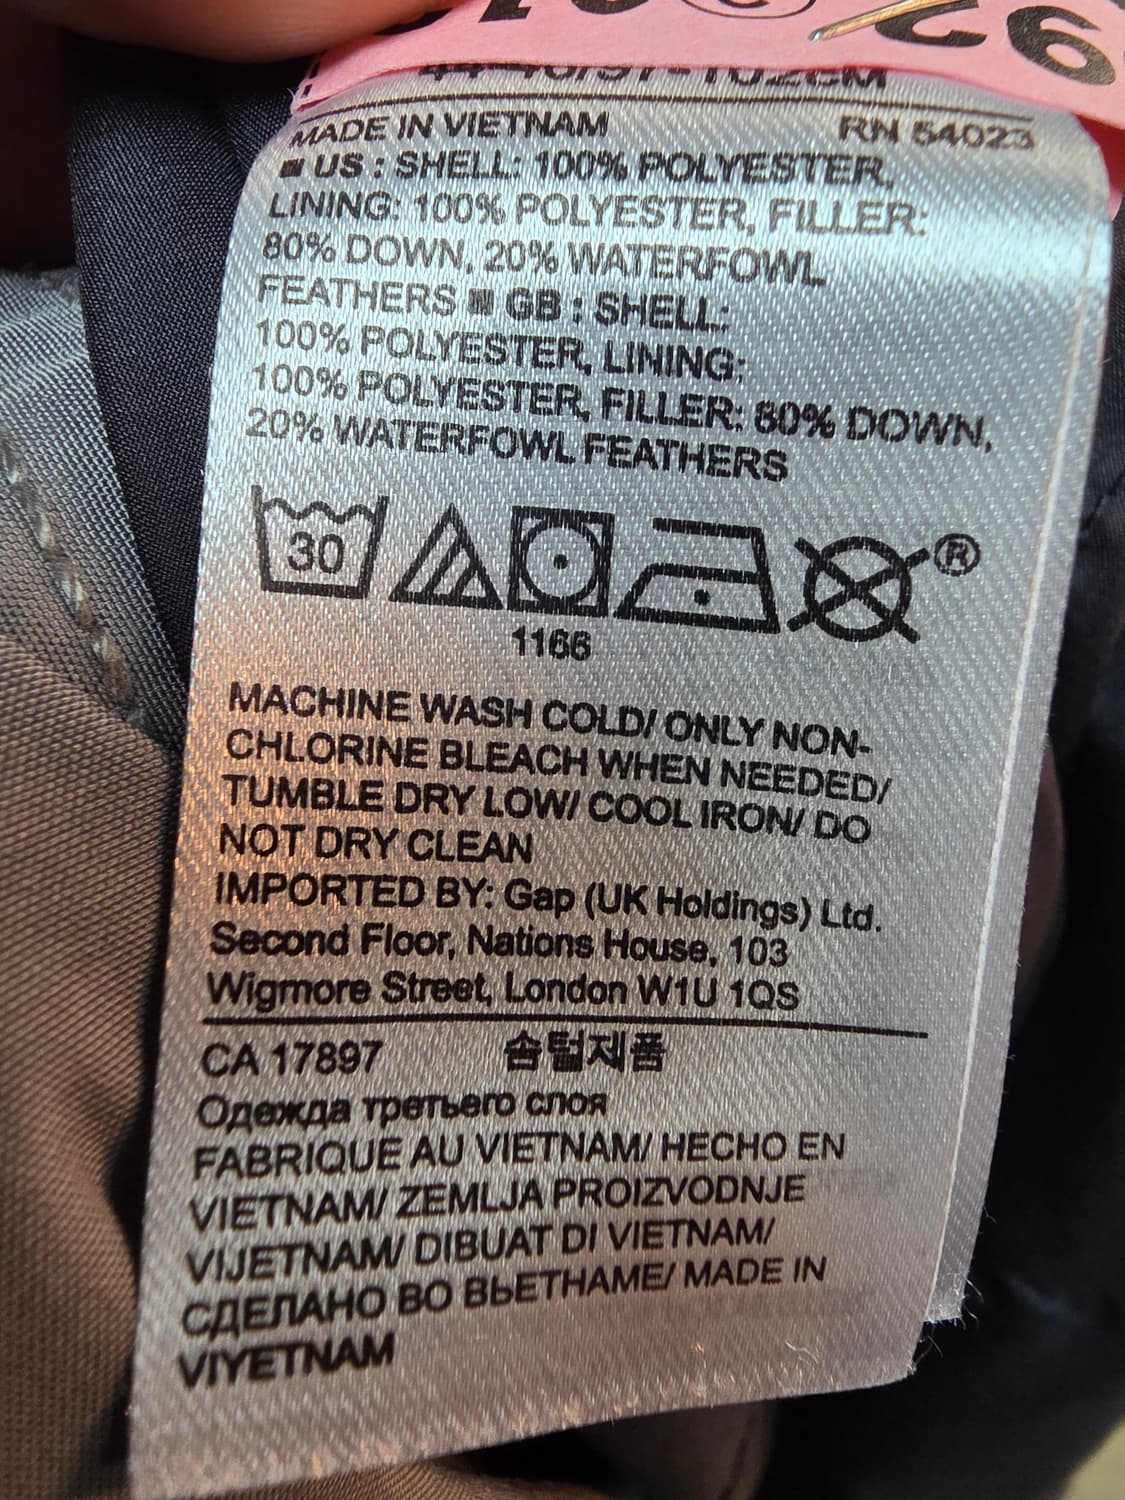 MADE IN VIETNAM RN 54023
US : SHELL: 100% POLYESTER,
LINING: 100% POLYESTER, FILLER:
80% DOWN, 20% WATERFOWL
FEATHERS GB : SHELL:
100% POLYESTER, LINING:
100% POLYESTER, FILLER: 80% DOWN,
20% WATERFOWL FEATHERS
30 ®
1166
MACHINE WASH COLD/ ONLY NON-
CHLORINE BLEACH WHEN NEEDED/
TUMBLE DRY LOW/ COOL IRON/ DO
NOT DRY CLEAN
IMPORTED BY: Gap (UK Holdings) Ltd.
Second Floor, Nations House, 103
Wigmore Street, London W1U 1QS
CA 17897 솜털제품
Одежда третьего слоя
FABRIQUE AU VIETNAM/ HECHO EN
VIETNAM/ ZEMLJA PROIZVODNJE
VIJETNAM/ DIBUAT DI VIETNAM/
СДЕЛАНО ВО ВЬЕТНАМЕ/ MADE IN
VIYETNAM